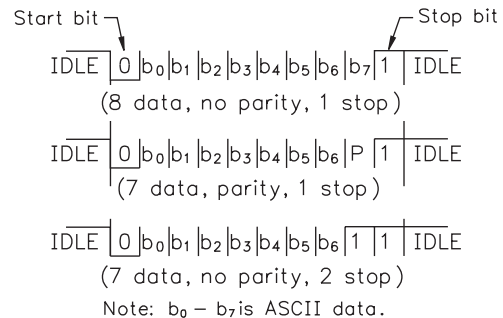 Start bit Stop bit
IDLE 0 b₀ b₁ b₂ b₃ b₄ b₅ b₆ b₇ 1 IDLE
(8 data, no parity, 1 stop)
IDLE 0 b₀ b₁ b₂ b₃ b₄ b₅ b₆ P 1 IDLE
(7 data, parity, 1 stop)
IDLE 0 b₀ b₁ b₂ b₃ b₄ b₅ b₆ 1 1 IDLE
(7 data, no parity, 2 stop)
Note: b₀ – b₇ is ASCII data.